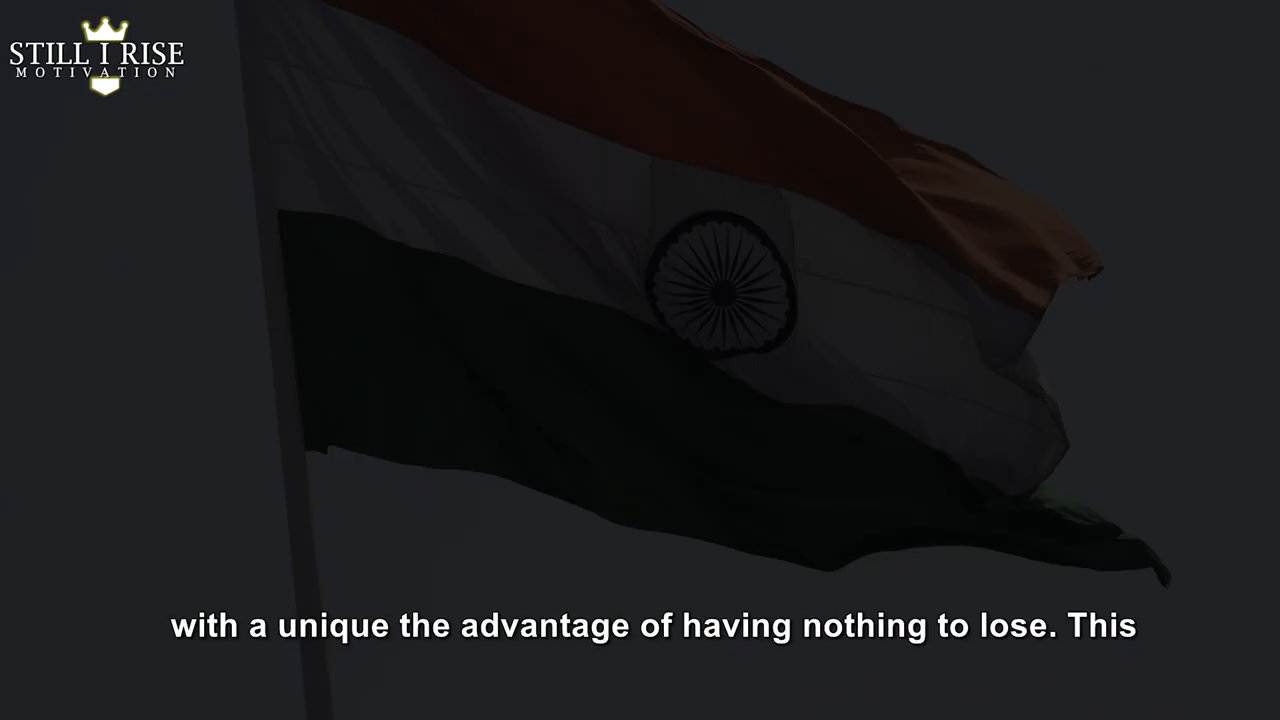 STILL I RISE
MOTIVATION
with a unique the advantage of having nothing to lose. This